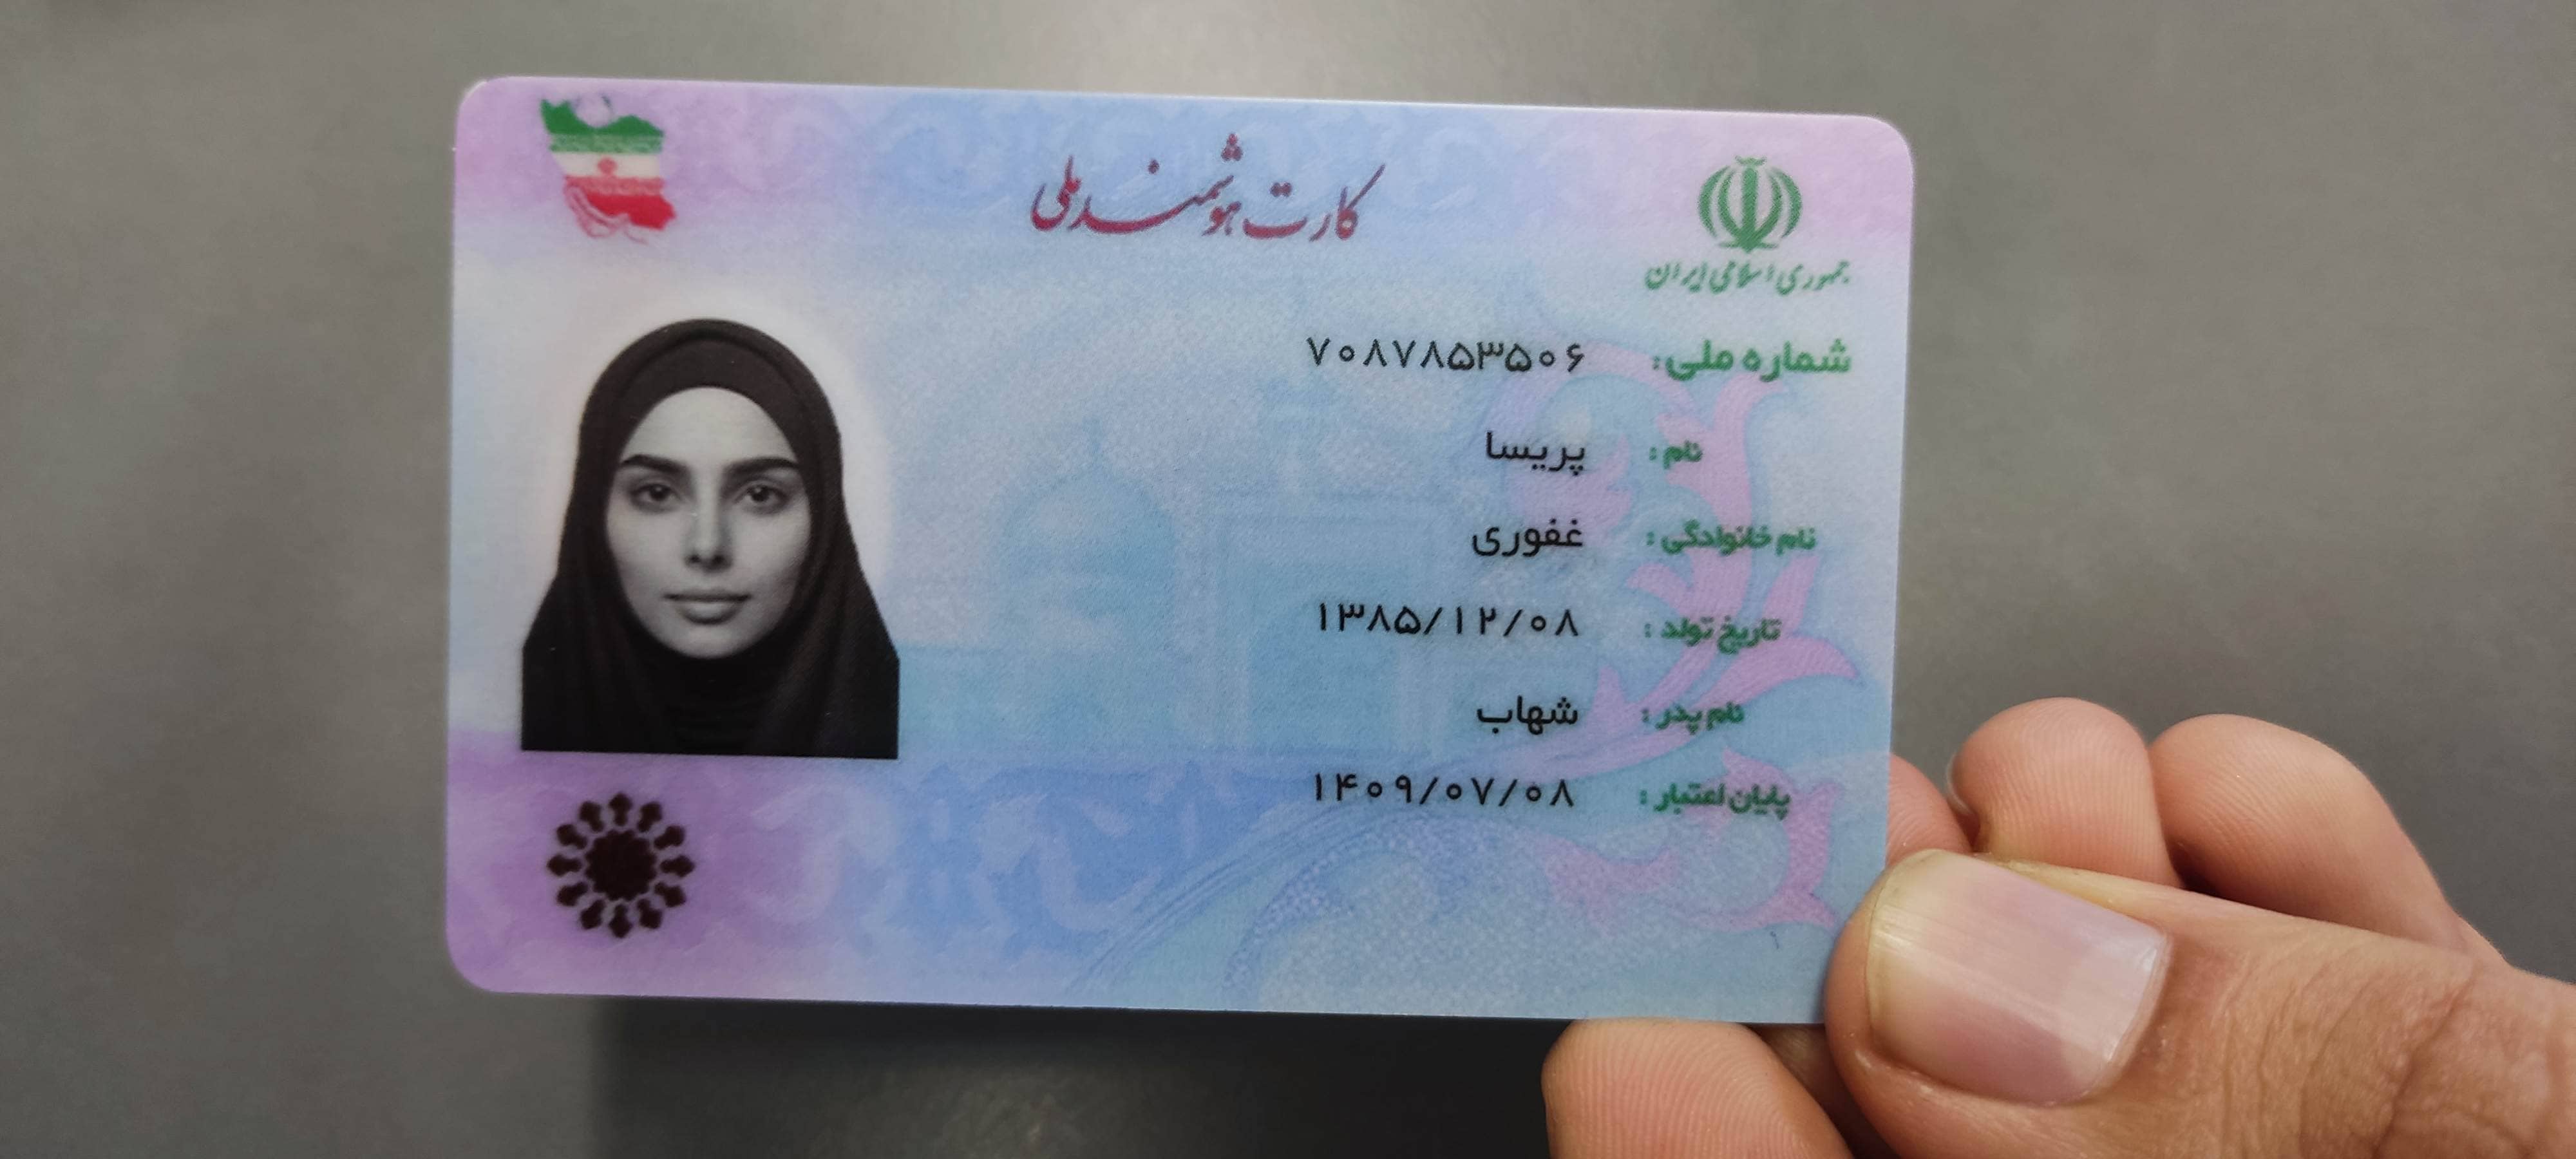 کارت هوشمند ملی
جمهوری اسلامی ایران
شماره ملی: ۷۰۸۷۸۵۳۵۰۶
نام: پریسا
نام خانوادگی: غفوری
تاریخ تولد: ۱۳۸۵/۱۲/۰۸
نام پدر: شهاب
پایان اعتبار: ۱۴۰۹/۰۷/۰۸